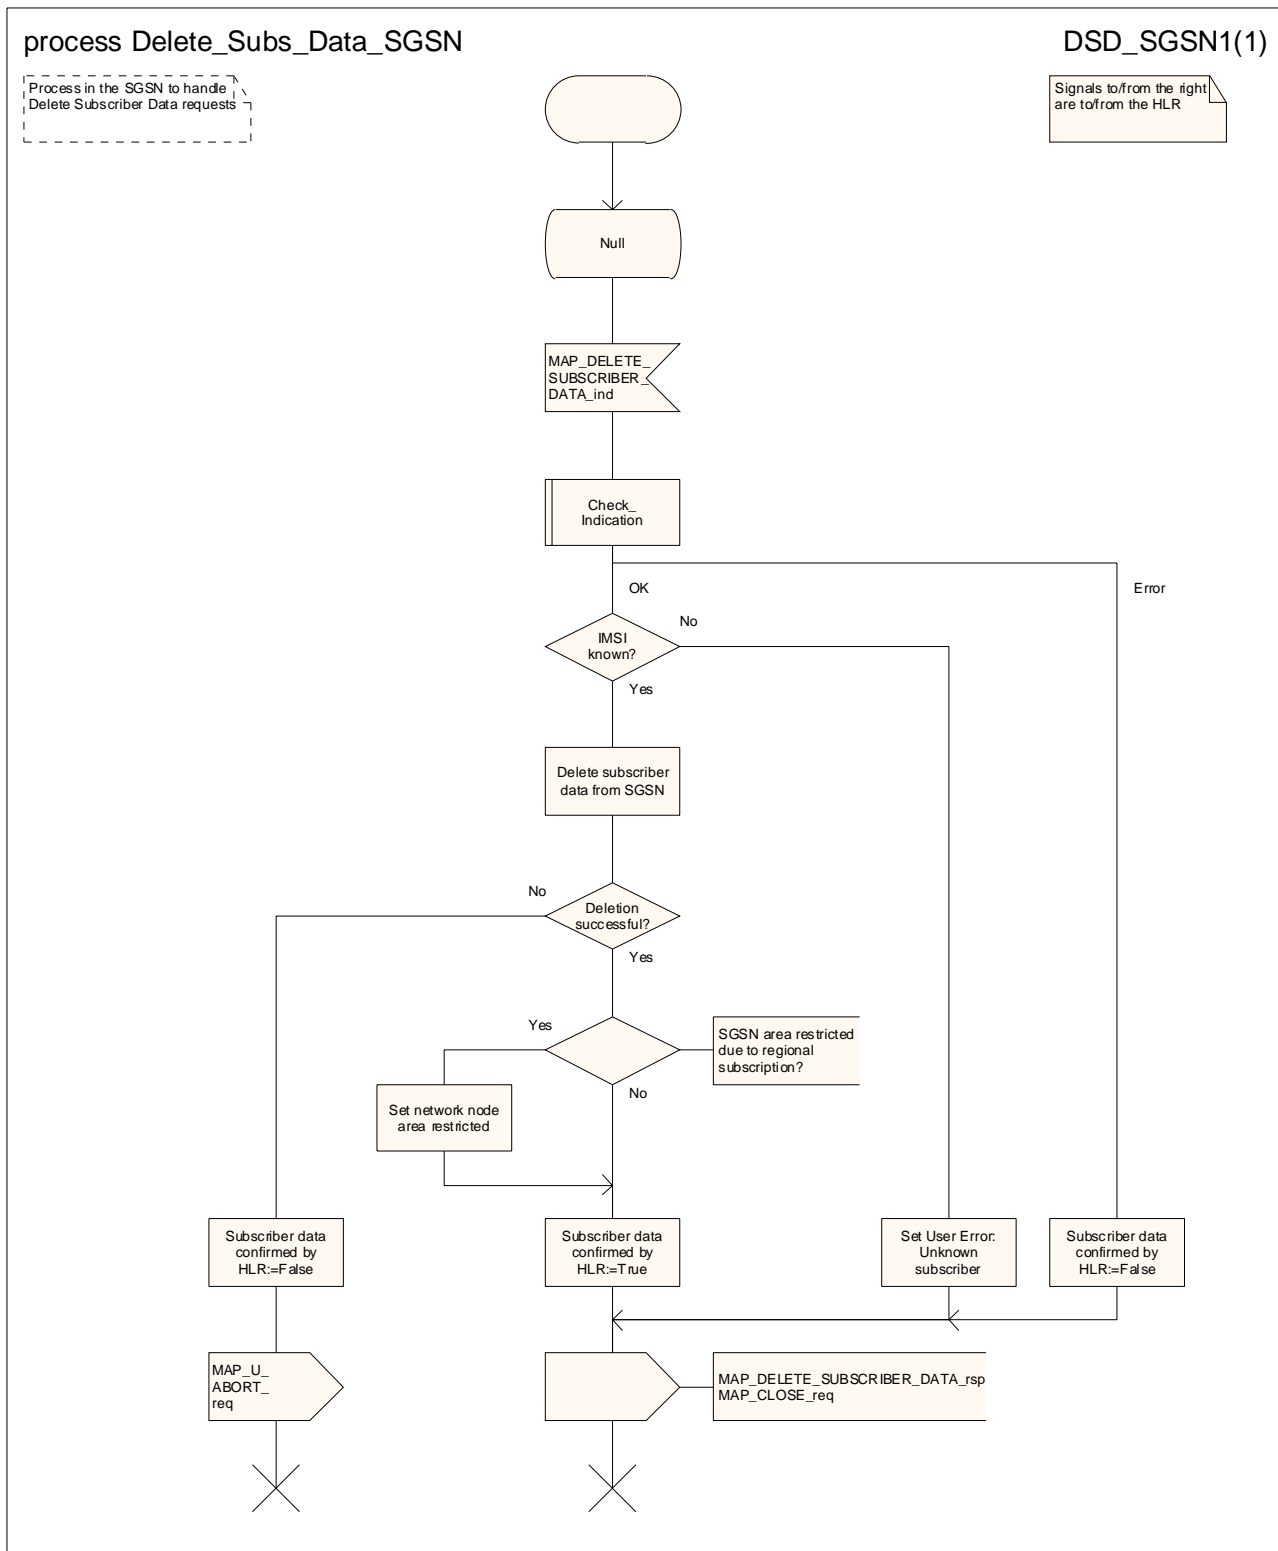 process Delete_Subs_Data_SGSN
DSD_SGSN1(1)
Process in the SGSN to handle
Delete Subscriber Data requests
Signals to/from the right
are to/from the HLR
Null
MAP_DELETE_
SUBSCRIBER_
DATA_ind
Check_
Indication
OK
Error
IMSI
known?
No
Yes
Delete subscriber
data from SGSN
No
Deletion
successful?
Yes
Yes
SGSN area restricted
due to regional
subscription?
No
Set network node
area restricted
Subscriber data
confirmed by
HLR:=False
Subscriber data
confirmed by
HLR:=True
Set User Error:
Unknown
subscriber
Subscriber data
confirmed by
HLR:=False
MAP_U_
ABORT_
req
MAP_DELETE_SUBSCRIBER_DATA_rsp
MAP_CLOSE_req